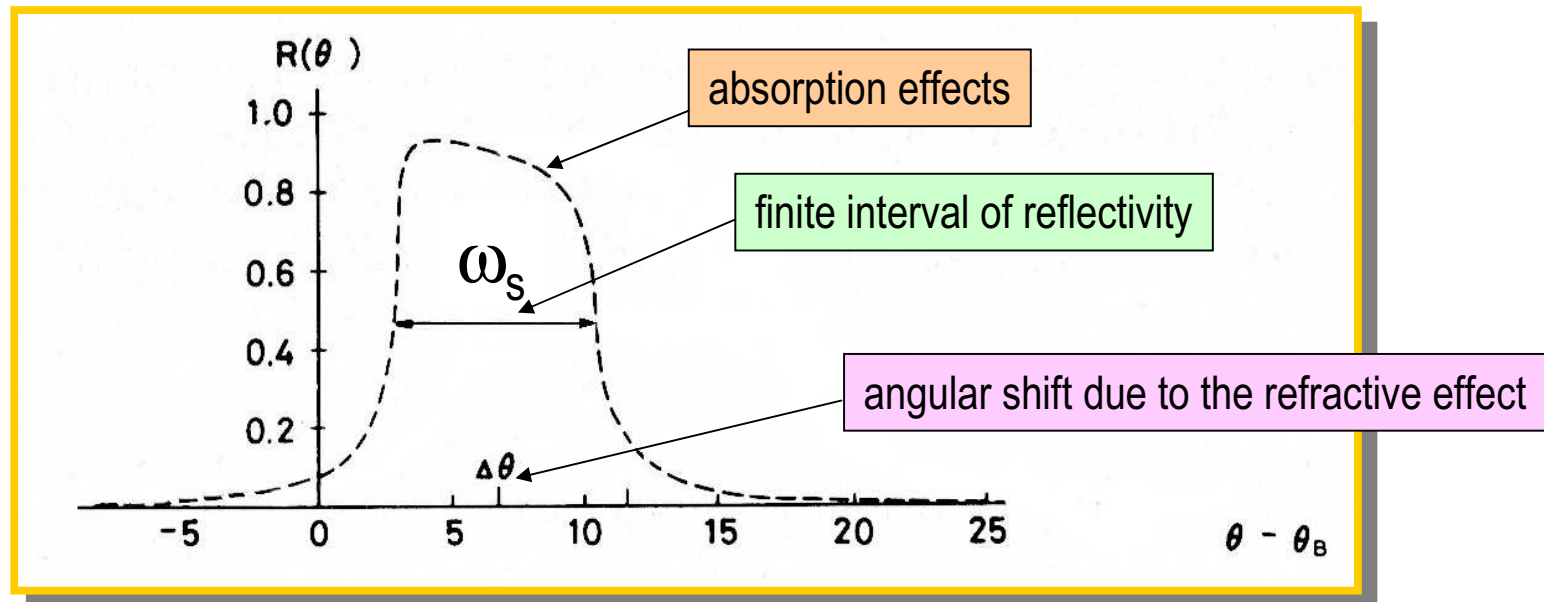 R(θ )
absorption effects
1.0
0.8
finite interval of reflectivity
0.6
ωs
0.4
angular shift due to the refractive effect
0.2
Δθ
-5 0 5 10 15 20 25
θ - θB